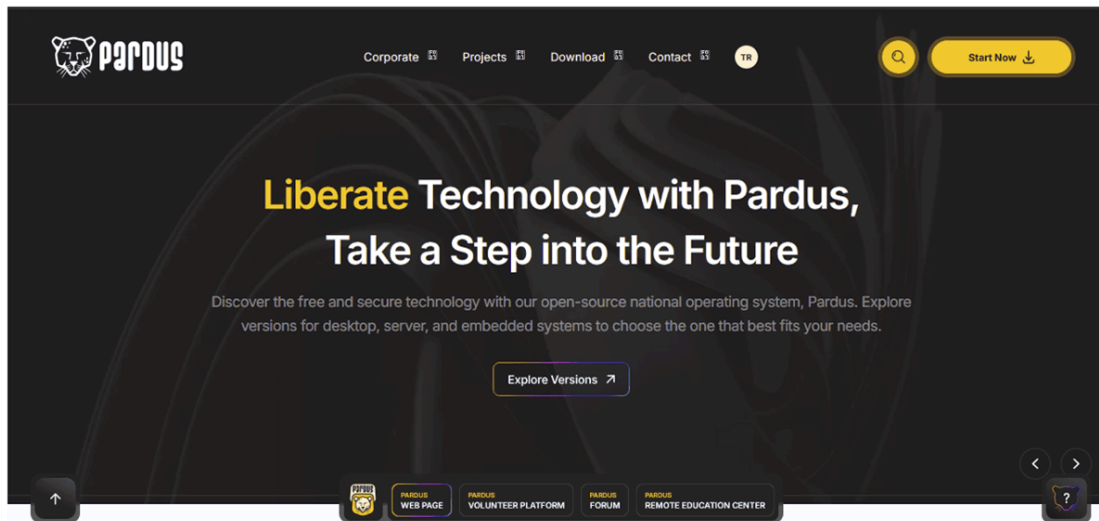 PARDUS
Corporate Projects Download Contact TR
Start Now
Liberate Technology with Pardus,
Take a Step into the Future
Discover the free and secure technology with our open-source national operating system, Pardus. Explore
versions for desktop, server, and embedded systems to choose the one that best fits your needs.
Explore Versions
PARDUS
PARDUS
WEB PAGE
PARDUS
VOLUNTEER PLATFORM
PARDUS
FORUM
PARDUS
REMOTE EDUCATION CENTER
?